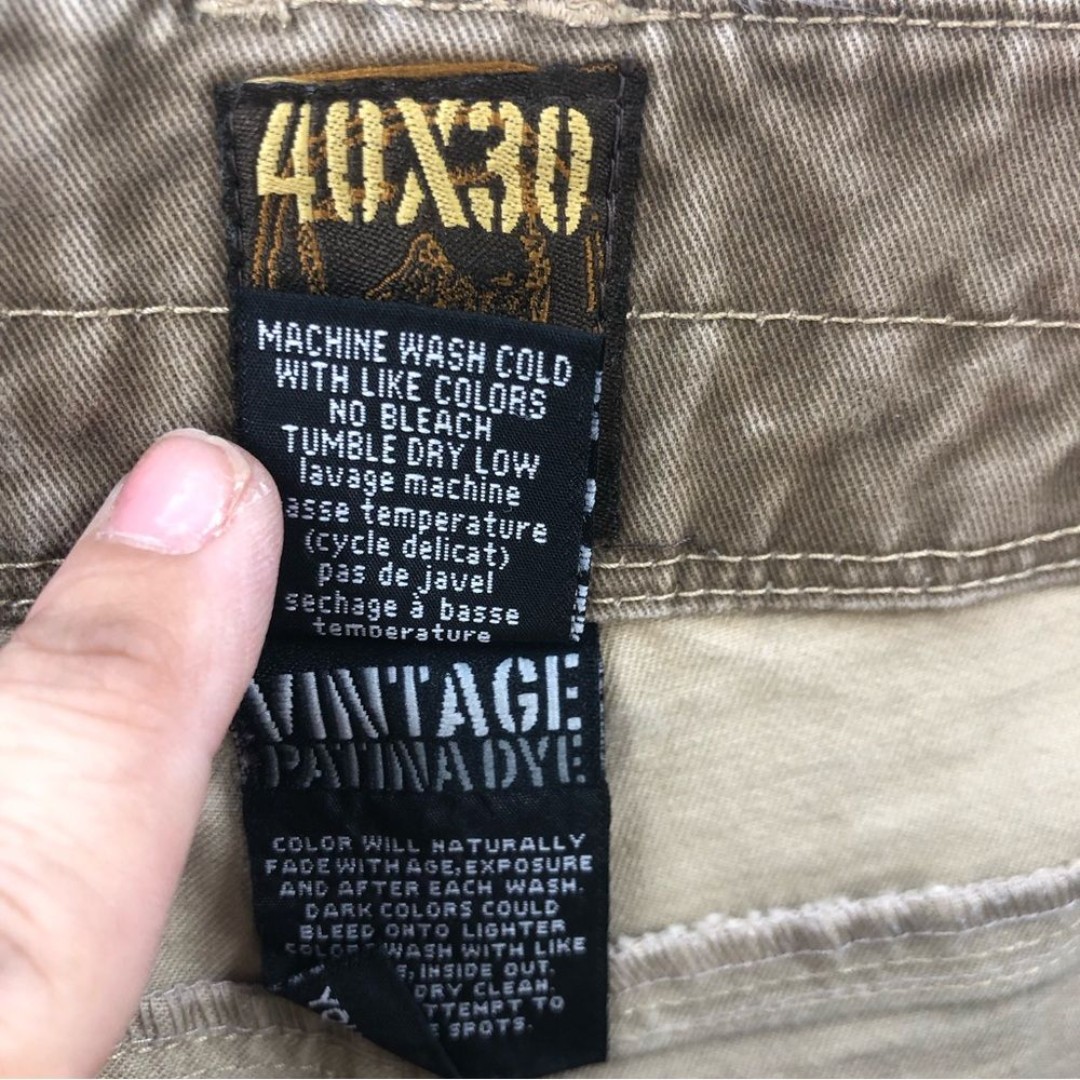 40X30
MACHINE WASH COLD
WITH LIKE COLORS
NO BLEACH
TUMBLE DRY LOW
lavage machine
asse temperature
(cycle delicat)
pas de javel
sechage à basse
temperature
VINTAGE
PATINA DYE
COLOR WILL NATURALLY
FADE WITH AGE, EXPOSURE
AND AFTER EACH WASH.
DARK COLORS COULD
BLEED ONTO LIGHTER
WASH WITH LIKE
INSIDE OUT.
DRY CLEAN.
TTEMPT TO
SPOTS.